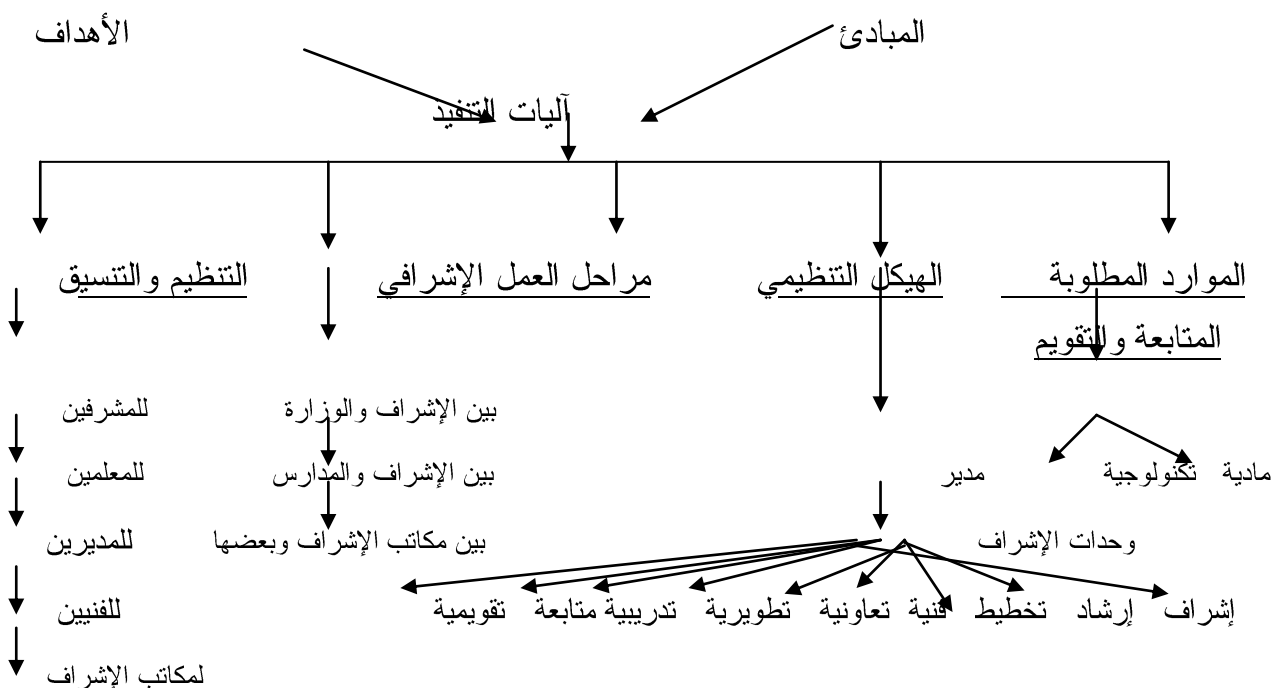 المبادئ الأهداف
آليات التنفيد
الموارد المطلوبة الهيكل التنظيمي مراحل العمل الإشرافي التنظيم والتنسيق
المتابعة والتقويم
بين الإشراف والوزارة للمشرفين
مادية تكنولوجية مدير بين الإشراف والمدارس للمعلمين
وحدات الإشراف بين مكاتب الإشراف وبعضها للمديرين
إشراف إرشاد تخطيط فنية تعاونية تطويرية تدريبية متابعة تقويمية للفنيين
لمكاتب الإشراف